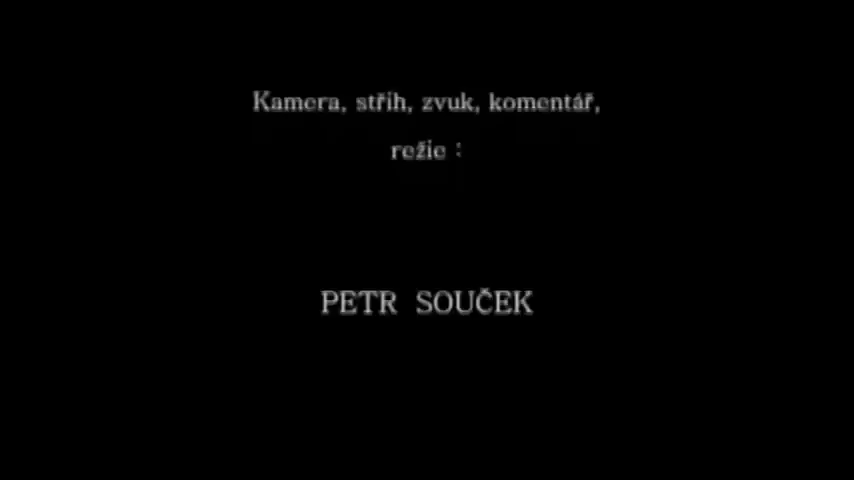 Kamera, střih, zvuk, komentář,
režie :
PETR SOUČEK